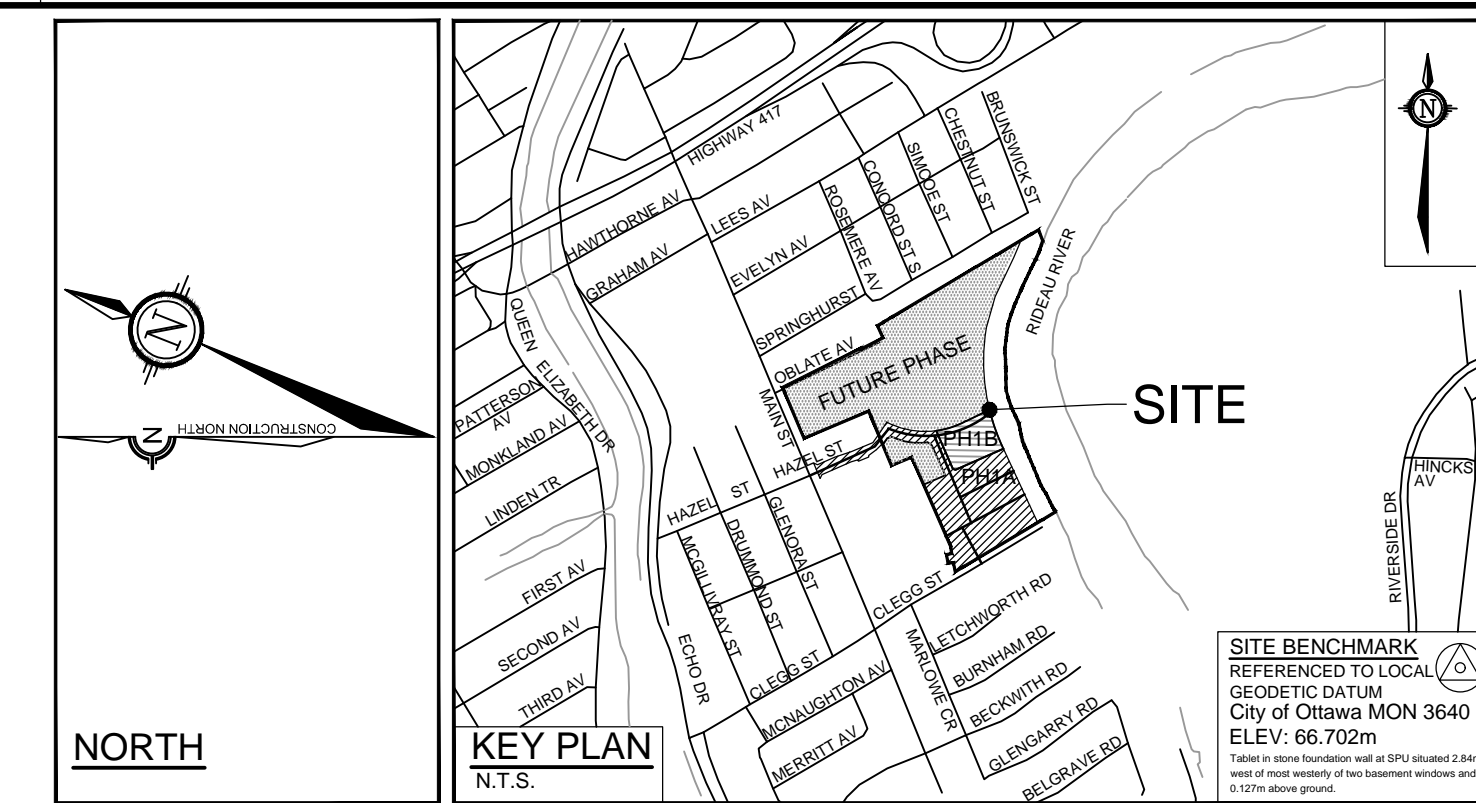 N
N
CONSTRUCTION NORTH
NORTH
HIGHWAY 417
HAWTHORNE AV
GRAHAM AV
LEES AV
EVELYN AV
SPRINGHURST
OBLATE AV
ROSEMERE AV
CONCORD ST S
SIMCOE ST
CHESTNUT ST
BRUNSWICK ST
RIDEAU RIVER
QUEEN ELIZABETH DR
PATTERSON
AV
MONKLAND AV
LINDEN TR
FIRST AV
SECOND AV
THIRD AV
MAIN ST
FUTURE PHASE
SITE
PH1B
PH1A
HAZEL ST
HAZEL ST
GLENORA ST
DRUMMOND ST
MCGILLIVRAY ST
ECHO DR
CLEGG ST
CLEGG ST
MCNAUGHTON AV
MERRITT AV
MARLOWE CR
LETCHWORTH RD
BURNHAM RD
BECKWITH RD
GLENGARRY RD
BELGRAVE RD
KEY PLAN
N.T.S.
N
HINCKS
AV
RIVERSIDE DR
SITE BENCHMARK
REFERENCED TO LOCAL
GEODETIC DATUM
City of Ottawa MON 3640
ELEV: 66.702m
Tablet in stone foundation wall at SPU situated 2.84m
west of most westerly of two basement windows and
0.127m above ground.